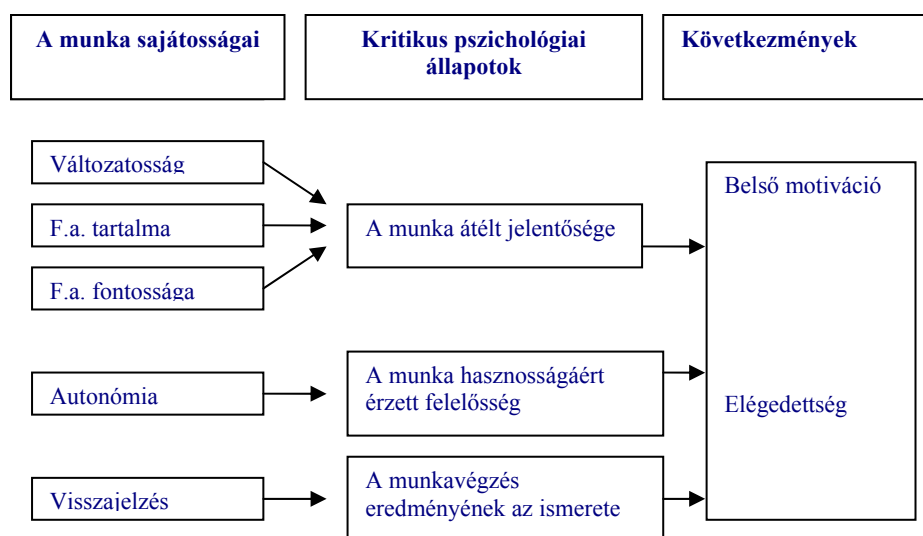 A munka sajátosságai
Kritikus pszichológiai
állapotok
Következmények
Változatosság
F.a. tartalma
F.a. fontossága
Autonómia
Visszajelzés
A munka átélt jelentősége
A munka hasznosságáért
érzett felelősség
A munkavégzés
eredményének az ismerete
Belső motiváció
Elégedettség